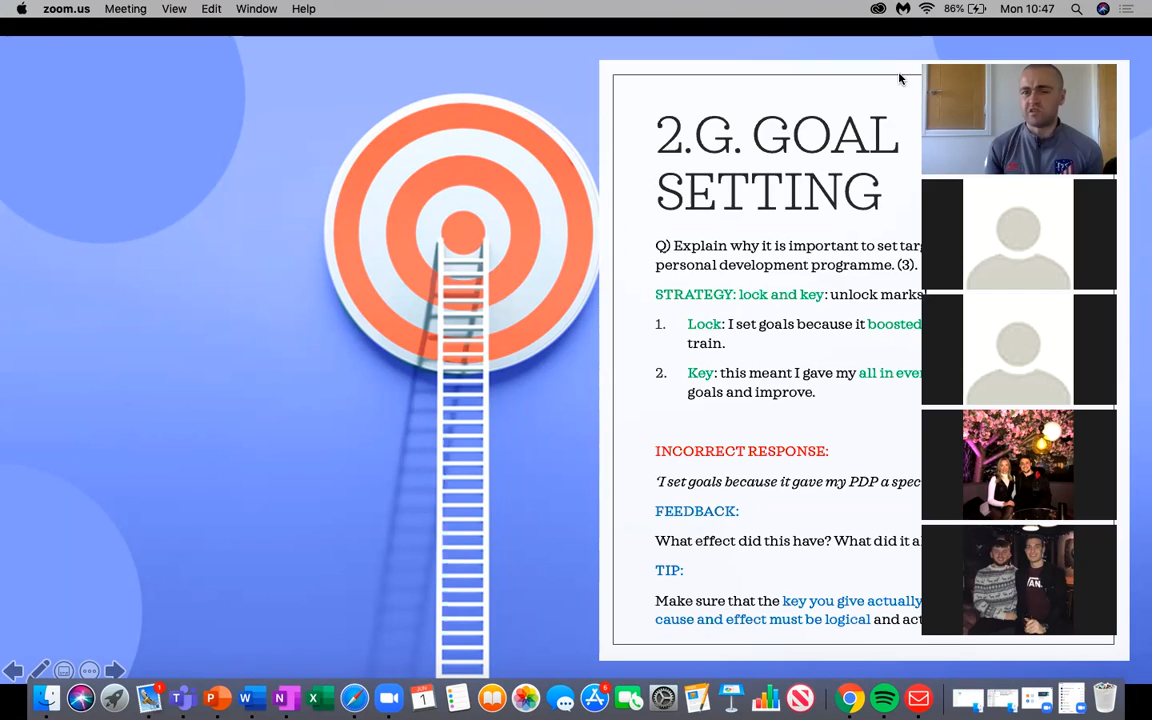 zoom.us Meeting View Edit Window Help 86% Mon 10:47
2.G. GOAL
SETTING
Q) Explain why it is important to set
personal development programme. (3).
STRATEGY: lock and key: unlock marks
1. Lock: I set goals because it boosted
train.
2. Key: this meant I gave my all in
goals and improve.
INCORRECT RESPONSE:
‘I set goals because it gave my PDP a
FEEDBACK:
What effect did this have? What did it
TIP:
Make sure that the key you give actually
cause and effect must be logical and
VAN.